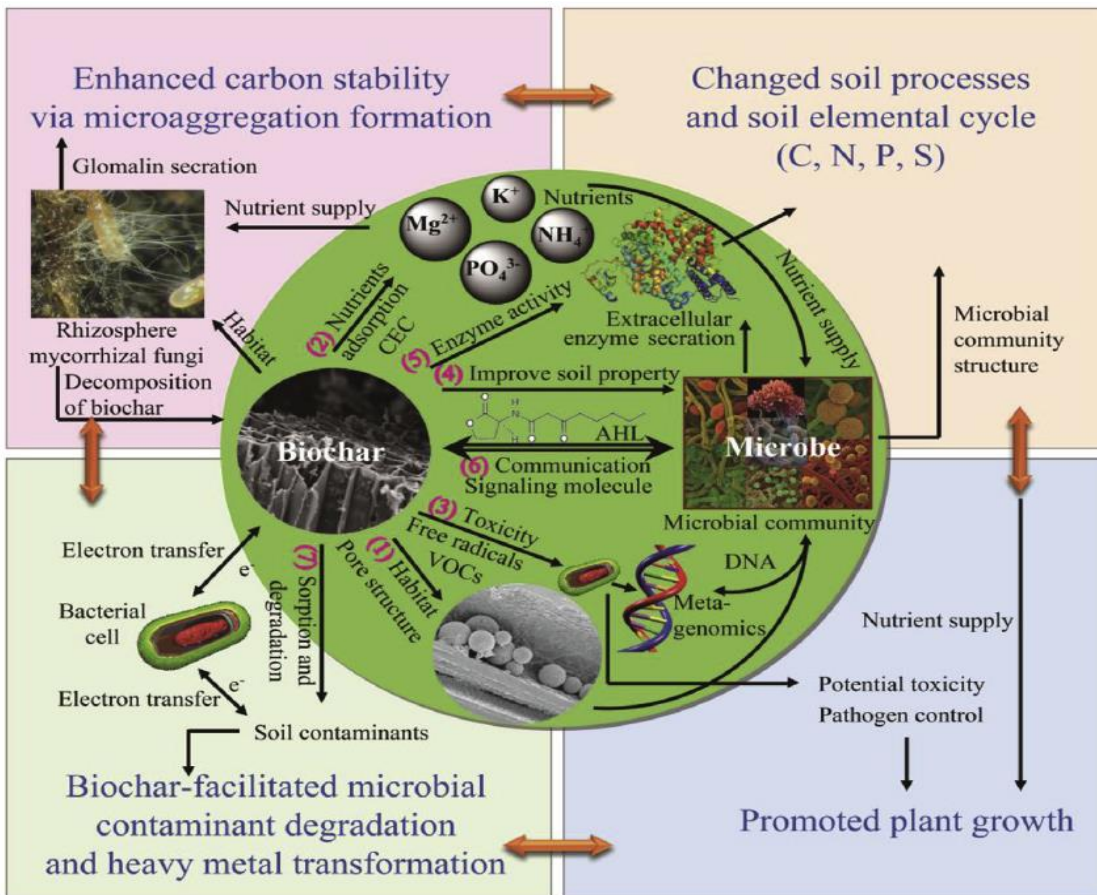 Enhanced carbon stability
via microaggregation formation
Changed soil processes
and soil elemental cycle
(C, N, P, S)
Glomalin secration
Nutrient supply
Rhizosphere
mycorrhizal fungi
Decomposition
of biochar
Habitat
K⁺
Mg²⁺
NH₄⁺
PO₄³⁻
Nutrients
(2) Nutrients
adsorption
CEC
(5) Enzyme activity
Extracellular
enzyme secretion
Nutrient supply
(4) Improve soil property
Microbial
community
structure
Biochar
O
O
H
N
H
O
O
AHL
Microbe
(6) Communication
Signaling molecule
Microbial community
(3) Toxicity
Free radicals
VOCs
(1) Habitat
Pore structure
(7) Sorption and
degradation
DNA
Meta-
genomics
Electron transfer
e⁻
Bacterial
cell
Electron transfer
e⁻
Soil contaminants
Nutrient supply
Potential toxicity
Pathogen control
Biochar-facilitated microbial
contaminant degradation
and heavy metal transformation
Promoted plant growth